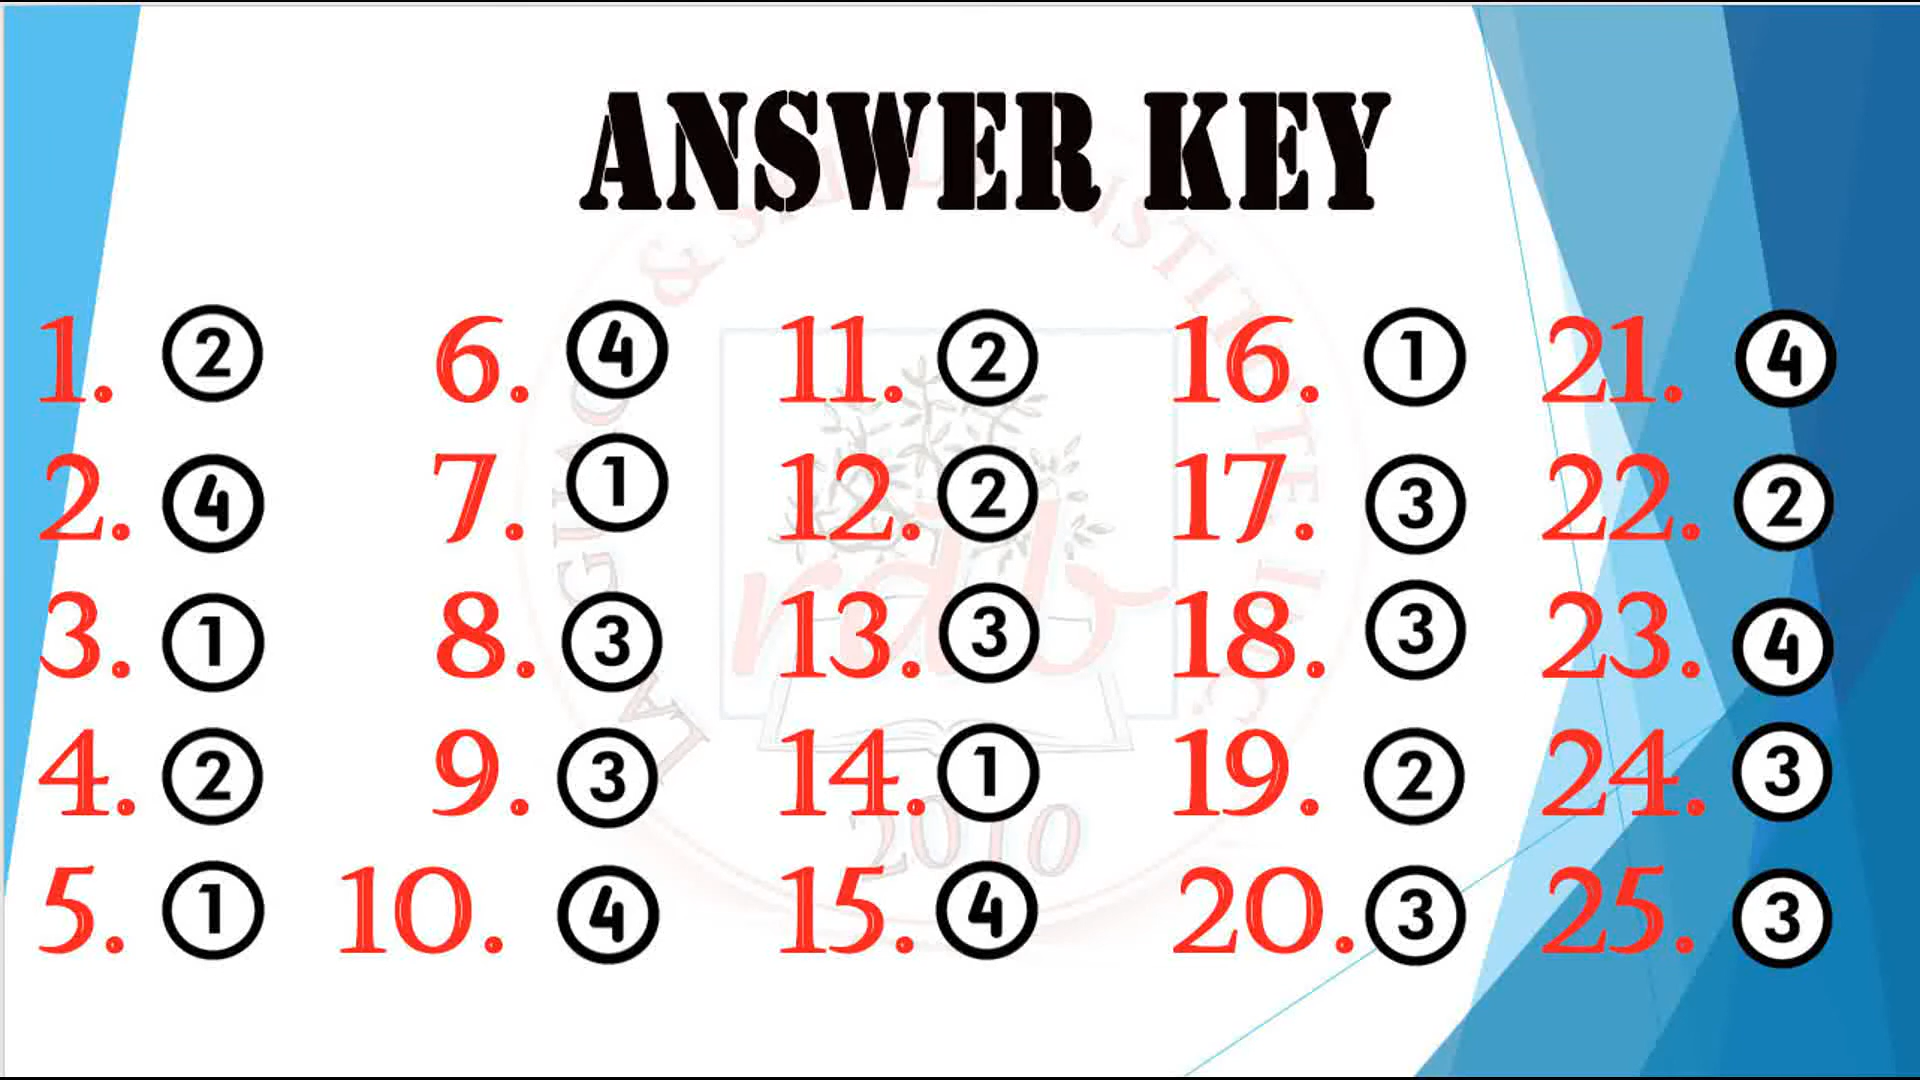 ANSWER KEY
1. ② 6. ④ 11. ② 16. ① 21. ④
2. ④ 7. ① 12. ② 17. ③ 22. ②
3. ① 8. ③ 13. ③ 18. ③ 23. ④
4. ② 9. ③ 14. ① 19. ② 24. ③
5. ① 10. ④ 15. ④ 20. ③ 25. ③
rdb
2010